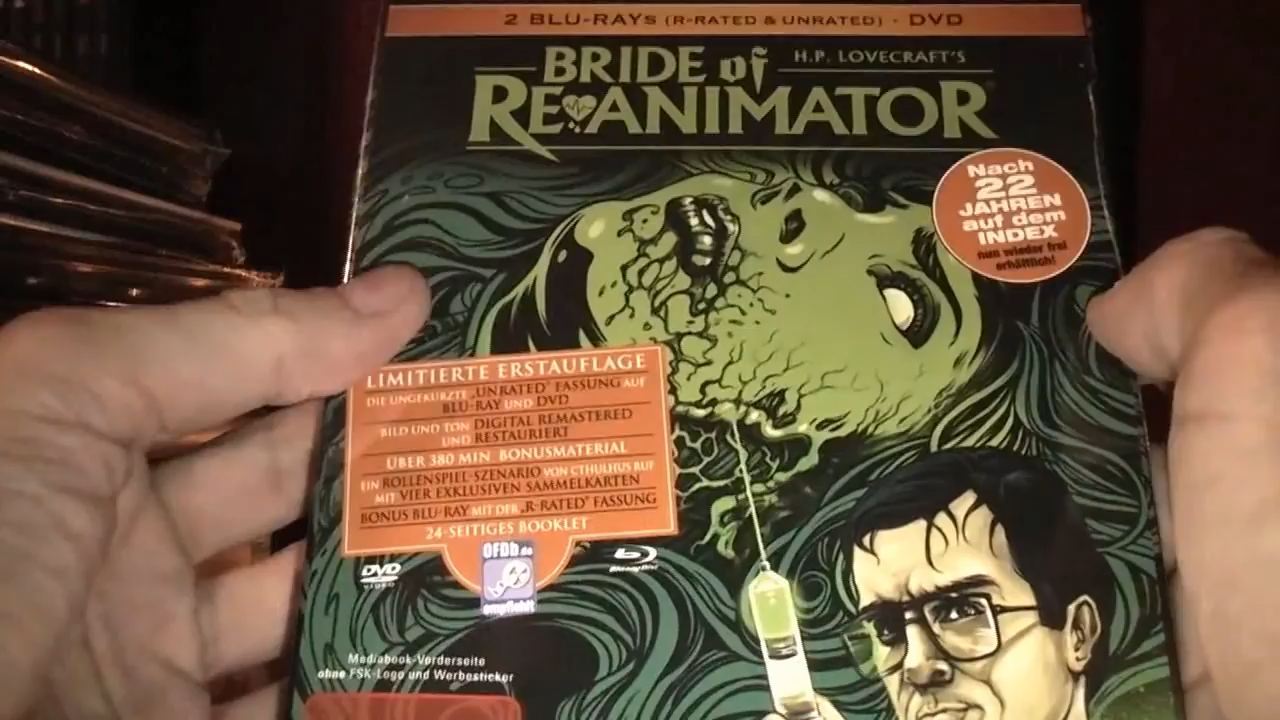 2 BLU-RAYS (R-RATED & UNRATED) · DVD
BRIDE of
H.P. LOVECRAFT'S
RE-ANIMATOR
Nach
22
JAHREN
auf dem
INDEX
nun wieder frei
erhältlich!
LIMITIERTE ERSTAUFLAGE
DIE UNGEKÜRZTE „UNRATED" FASSUNG AUF
BLU-RAY UND DVD
BILD UND TON DIGITAL REMASTERED
UND RESTAURIERT
ÜBER 380 MIN. BONUSMATERIAL
EIN ROLLENSPIEL-SZENARIO VON CTHULHUS RUF
MIT VIER EXKLUSIVEN SAMMELKARTEN
BONUS BLU-RAY MIT DER „R-RATED" FASSUNG
24-SEITIGES BOOKLET
OFDb.de
empfiehlt
DVD
VIDEO
Blu-ray Disc
Mediabook-Vorderseite
ohne FSK-Logo und Werbesticker